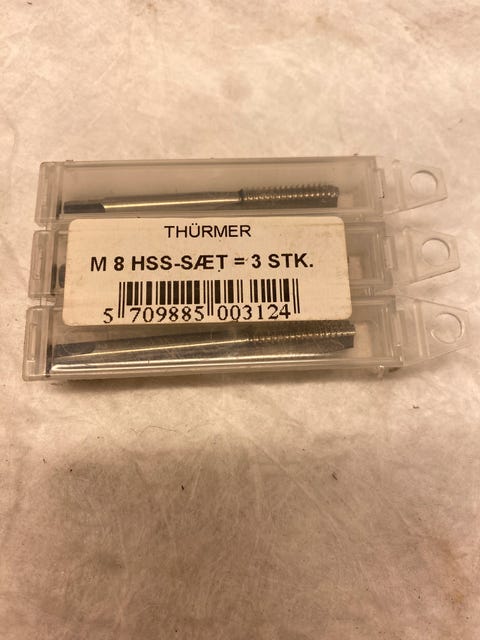 THÜRMER
M 8 HSS-SÆT = 3 STK.
5 709885 003124